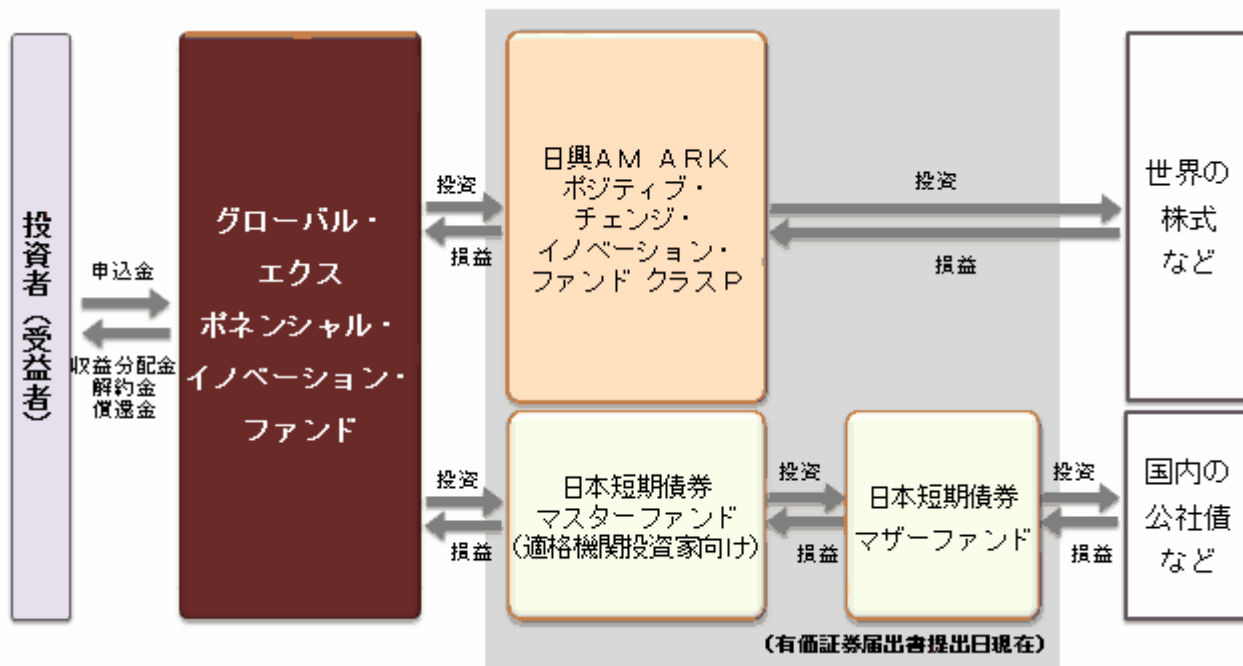 投資者（受益者）
申込金
収益分配金
解約金
償還金
グローバル・
エクス
ポネンシャル・
イノベーション・
ファンド
投資
損益
日興ＡＭ ＡＲＫ
ポジティブ・
チェンジ・
イノベーション・
ファンド クラスＰ
投資
損益
世界の
株式
など
投資
損益
日本短期債券
マスターファンド
(適格機関投資家向け)
投資
損益
日本短期債券
マザーファンド
投資
損益
国内の
公社債
など
（有価証券届出書提出日現在）